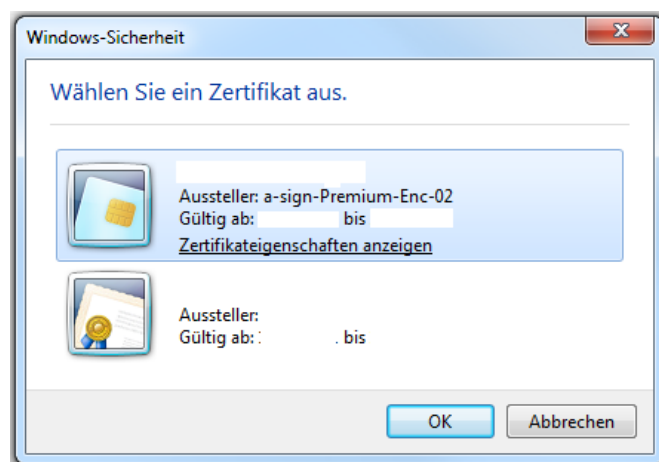 Windows-Sicherheit
Wählen Sie ein Zertifikat aus.
Aussteller: a-sign-Premium-Enc-02
Gültig ab: bis
Zertifikateigenschaften anzeigen
Aussteller:
Gültig ab: : . bis
OK
Abbrechen